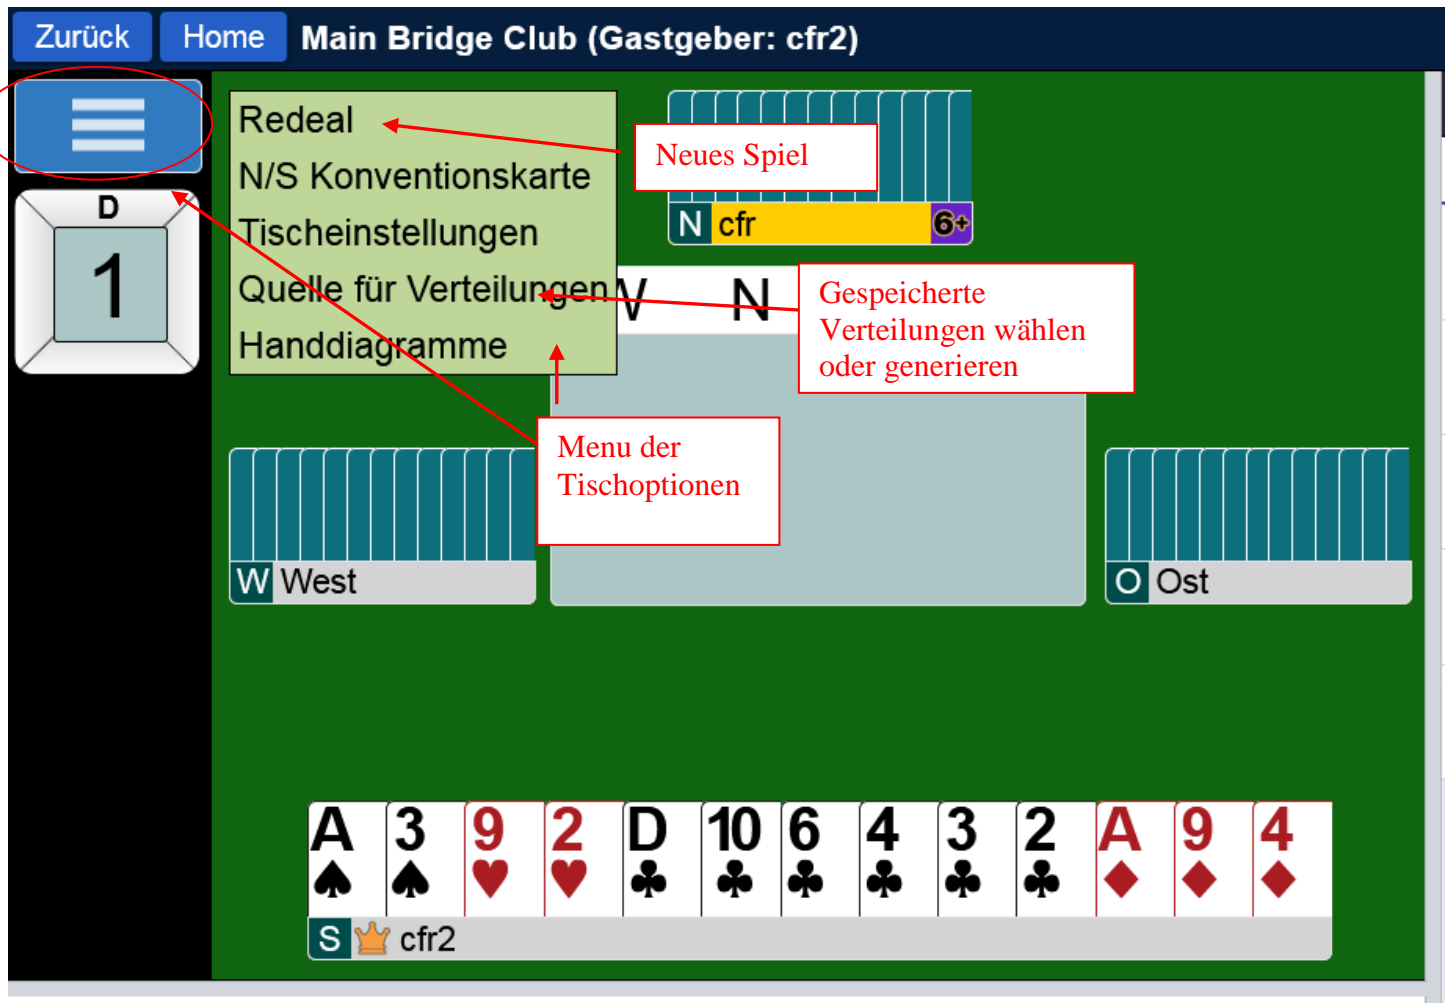 Zurück Home Main Bridge Club (Gastgeber: cfr2)
Redeal
N/S Konventionskarte
Tischeinstellungen
Quelle für Verteilungen
Handdiagramme
Neues Spiel
D
1
N cfr 6+
N
Gespeicherte
Verteilungen wählen
oder generieren
Menu der
Tischoptionen
W West
O Ost
A 3 9 2 D 10 6 4 3 2 A 9 4
S cfr2